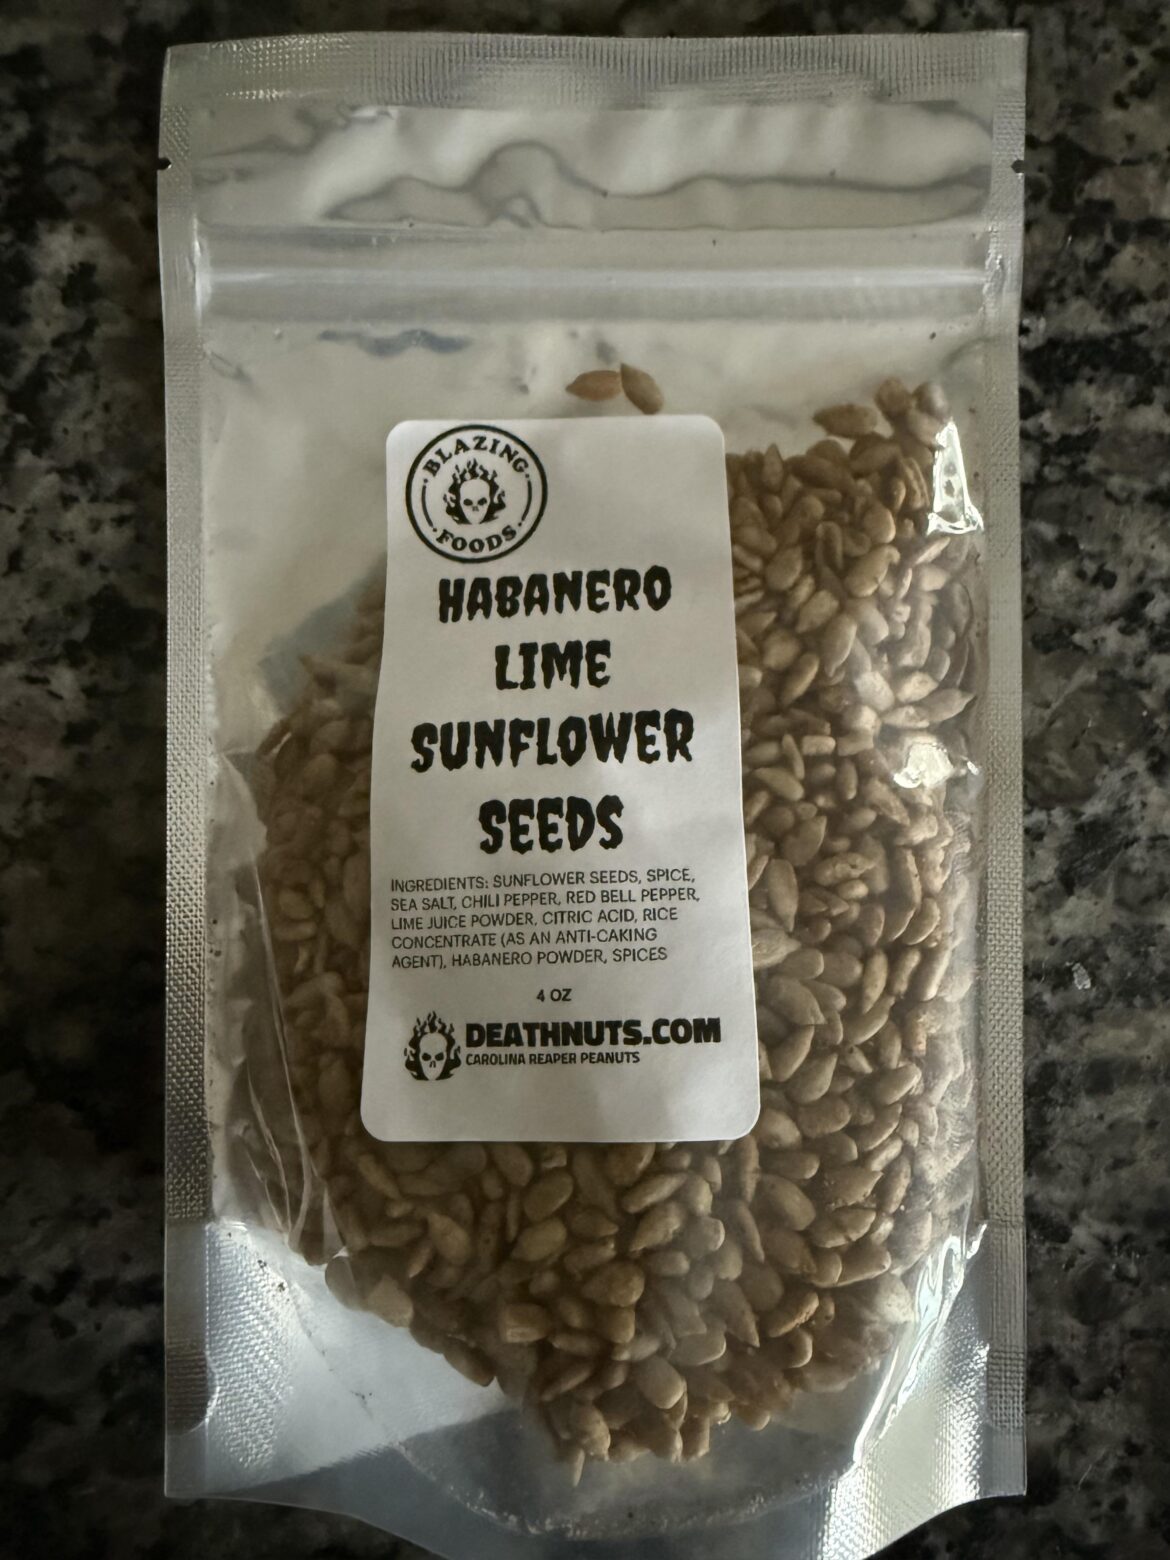 BLAZING
FOODS
HABANERO
LIME
SUNFLOWER
SEEDS
INGREDIENTS: SUNFLOWER SEEDS, SPICE,
SEA SALT, CHILI PEPPER, RED BELL PEPPER,
LIME JUICE POWDER, CITRIC ACID, RICE
CONCENTRATE (AS AN ANTI-CAKING
AGENT), HABANERO POWDER, SPICES
4 OZ
DEATHNUTS.COM
CAROLINA REAPER PEANUTS